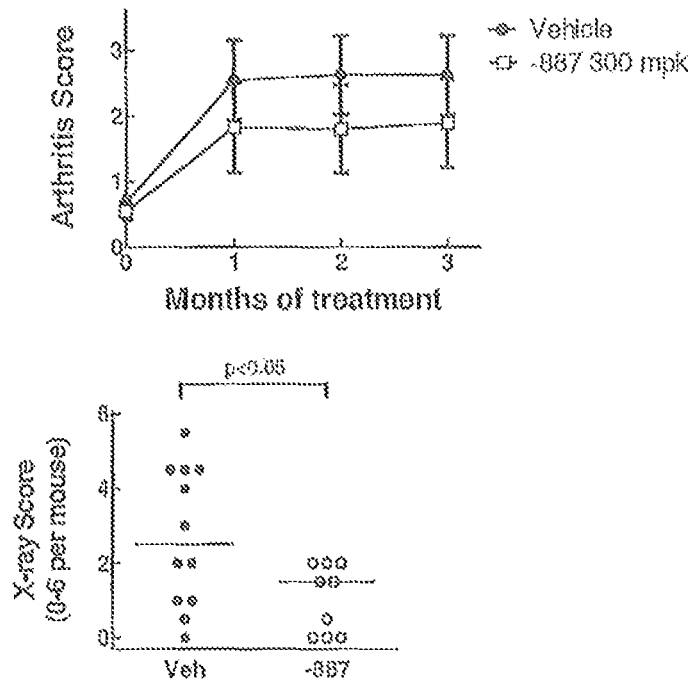 Arthritis Score
3
2
1
0
0 1 2 3
Months of treatment
Vehicle
-887 300 mpk
p<0.05
X-ray Score
(0-6 per mouse)
6
4
2
0
Veh
-887